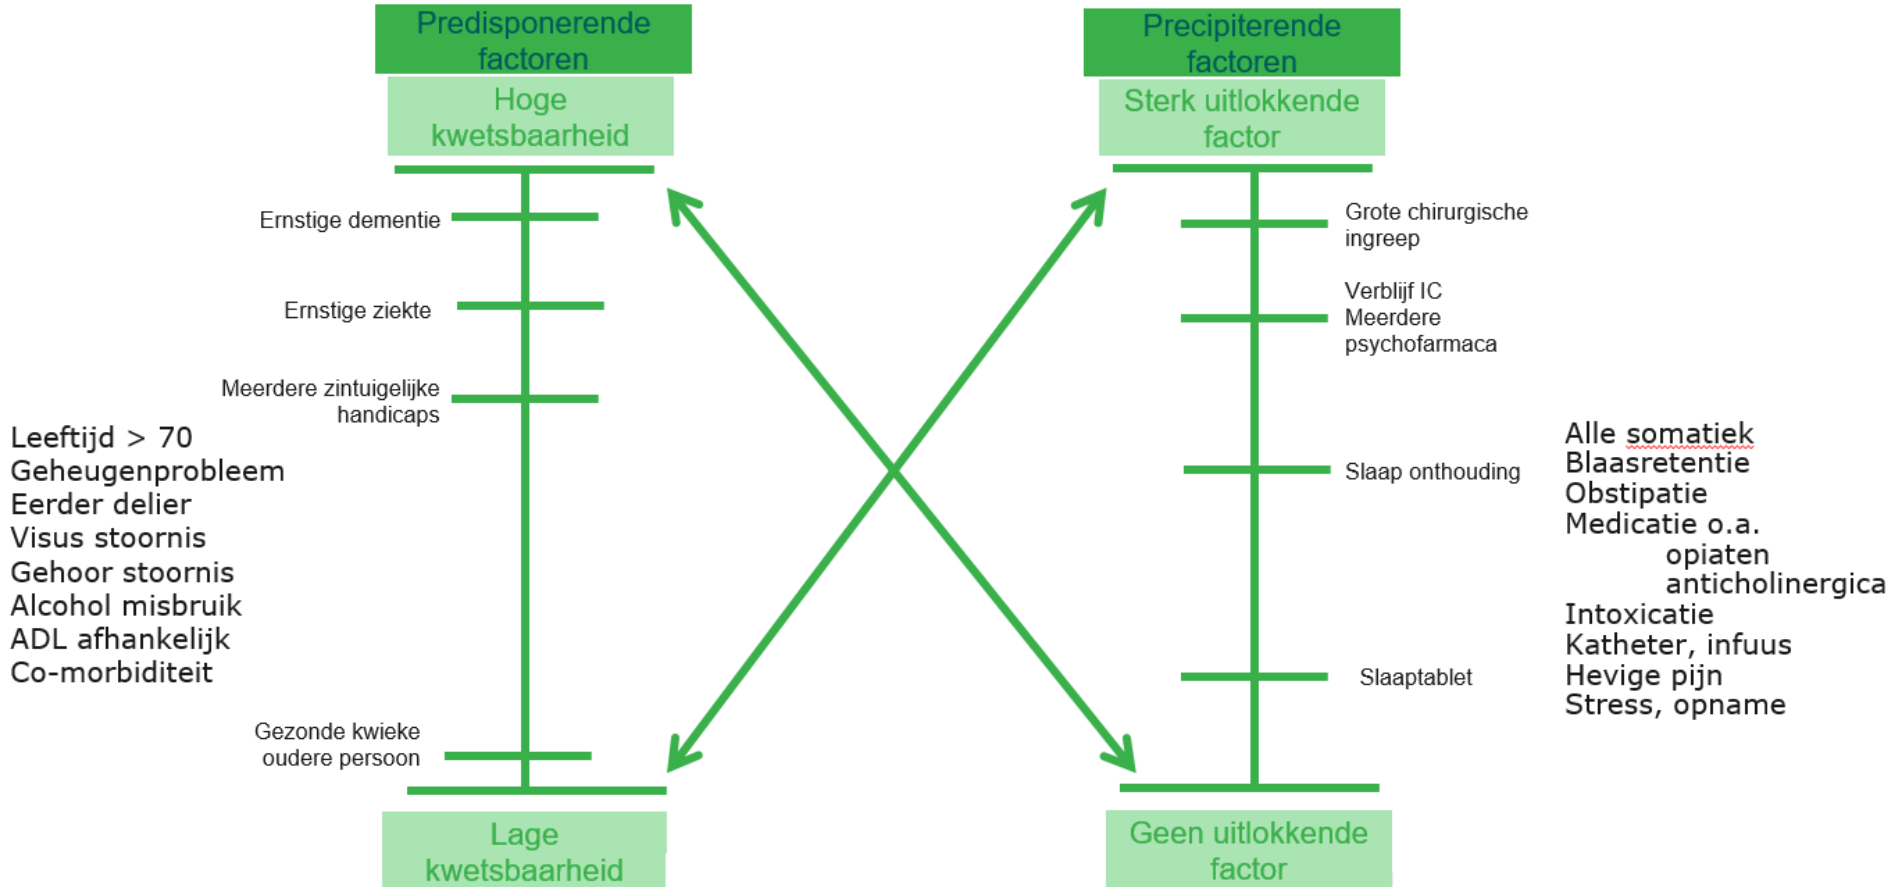 Predisponerende
factoren
Hoge
kwetsbaarheid
Ernstige dementie
Ernstige ziekte
Meerdere zintuigelijke
handicaps
Leeftijd > 70
Geheugenprobleem
Eerder delier
Visus stoornis
Gehoor stoornis
Alcohol misbruik
ADL afhankelijk
Co-morbiditeit
Gezonde kwieke
oudere persoon
Lage
kwetsbaarheid
Precipiterende
factoren
Sterk uitlokkende
factor
Grote chirurgische
ingreep
Verblijf IC
Meerdere
psychofarmaca
Slaap onthouding
Slaaptablet
Alle somatiek
Blaasretentie
Obstipatie
Medicatie o.a.
opiaten
anticholinergica
Intoxicatie
Katheter, infuus
Hevige pijn
Stress, opname
Geen uitlokkende
factor